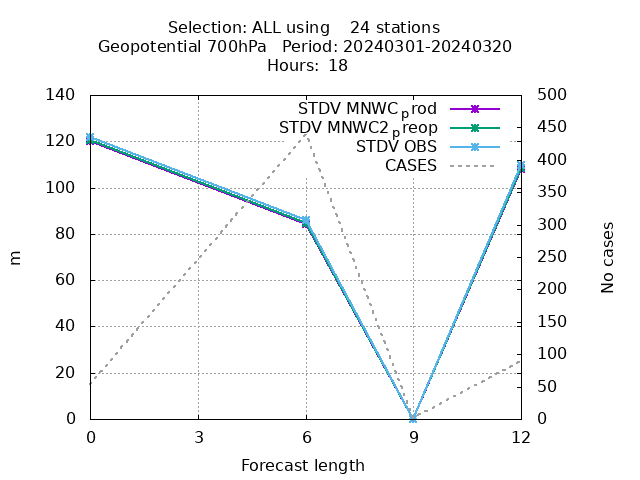 Selection: ALL using    24 stations
Geopotential 700hPa   Period: 20240301-20240320
Hours:  18
STDV MNWC_prod
STDV MNWC2_preop
STDV OBS
CASES
140
120
100
80
60
40
20
0
m
500
450
400
350
300
250
200
150
100
50
0
No cases
0 3 6 9 12
Forecast length